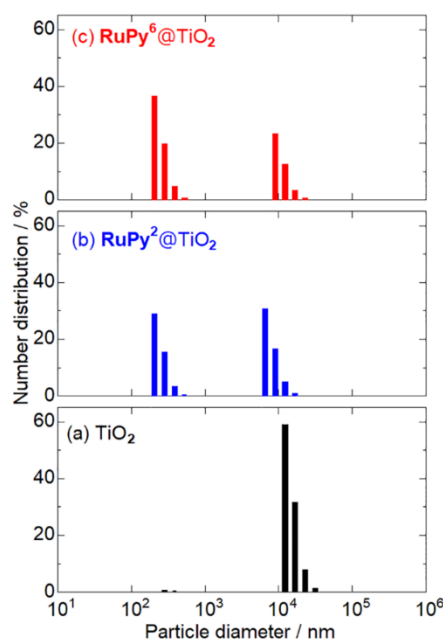 60
(c) RuPy⁶@TiO₂
40
20
0
60
(b) RuPy²@TiO₂
40
20
0
60
(a) TiO₂
40
20
0
Number distribution / %
10¹ 10² 10³ 10⁴ 10⁵ 10⁶
Particle diameter / nm